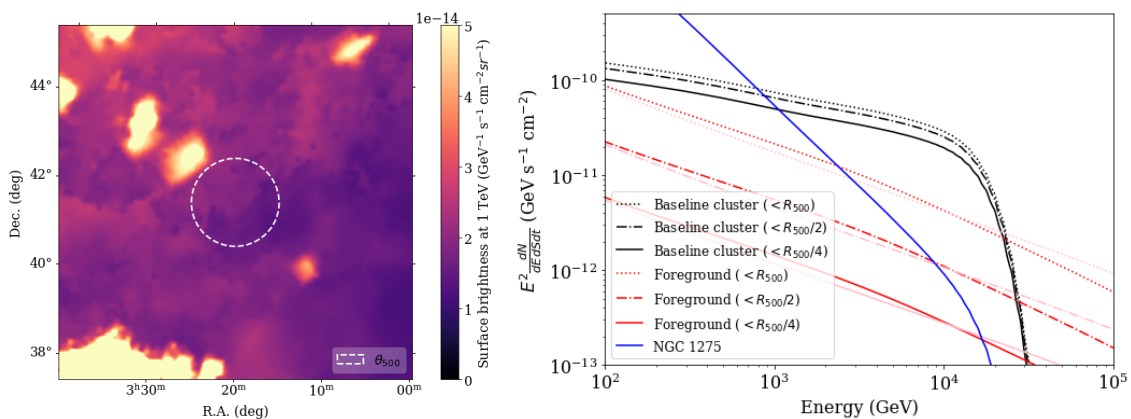 1e−14
5
4
3
2
1
0
Surface brightness at 1 TeV (GeV⁻¹ s⁻¹ cm⁻²sr⁻¹)
44°
42°
40°
38°
Dec. (deg)
θ₅₀₀
3ʰ30ᵐ
20ᵐ
10ᵐ
00ᵐ
R.A. (deg)
10⁻¹⁰
10⁻¹¹
10⁻¹²
10⁻¹³
E² dN/dEdSdt (GeV s⁻¹ cm⁻²)
Baseline cluster (<R₅₀₀)
Baseline cluster (<R₅₀₀/2)
Baseline cluster (<R₅₀₀/4)
Foreground (<R₅₀₀)
Foreground (<R₅₀₀/2)
Foreground (<R₅₀₀/4)
NGC 1275
10²
10³
10⁴
10⁵
Energy (GeV)